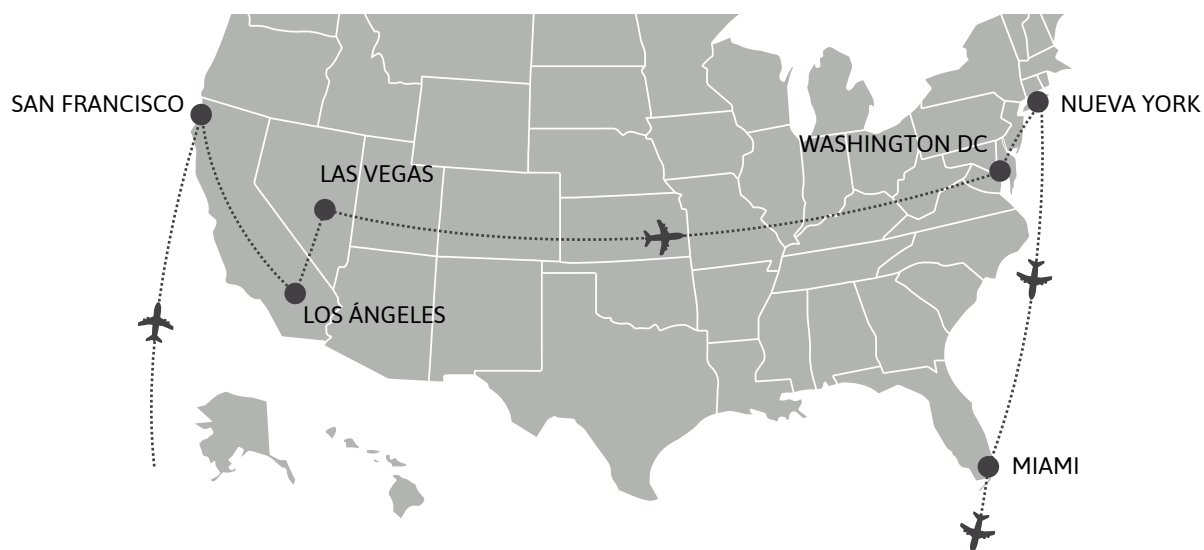 SAN FRANCISCO
NUEVA YORK
WASHINGTON DC
LAS VEGAS
LOS ÁNGELES
MIAMI